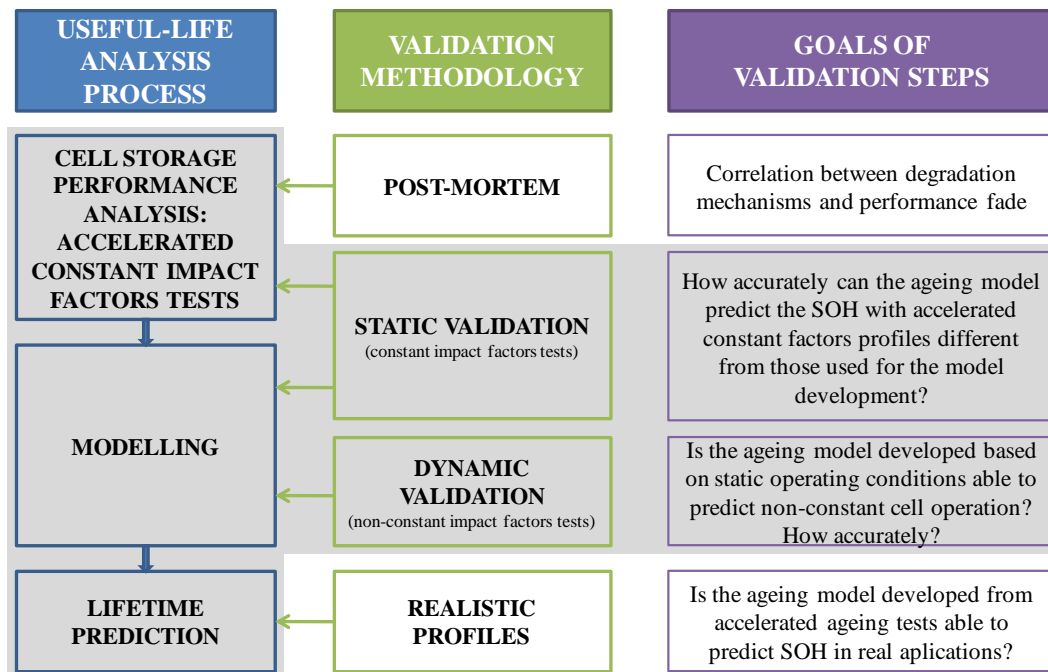 USEFUL-LIFE
ANALYSIS
PROCESS
VALIDATION
METHODOLOGY
GOALS OF
VALIDATION STEPS
CELL STORAGE
PERFORMANCE
ANALYSIS:
ACCELERATED
CONSTANT IMPACT
FACTORS TESTS
POST-MORTEM
Correlation between degradation
mechanisms and performance fade
STATIC VALIDATION
(constant impact factors tests)
How accurately can the ageing model
predict the SOH with accelerated
constant factors profiles different
from those used for the model
development?
MODELLING
DYNAMIC
VALIDATION
(non-constant impact factors tests)
Is the ageing model developed based
on static operating conditions able to
predict non-constant cell operation?
How accurately?
LIFETIME
PREDICTION
REALISTIC
PROFILES
Is the ageing model developed from
accelerated ageing tests able to
predict SOH in real aplications?